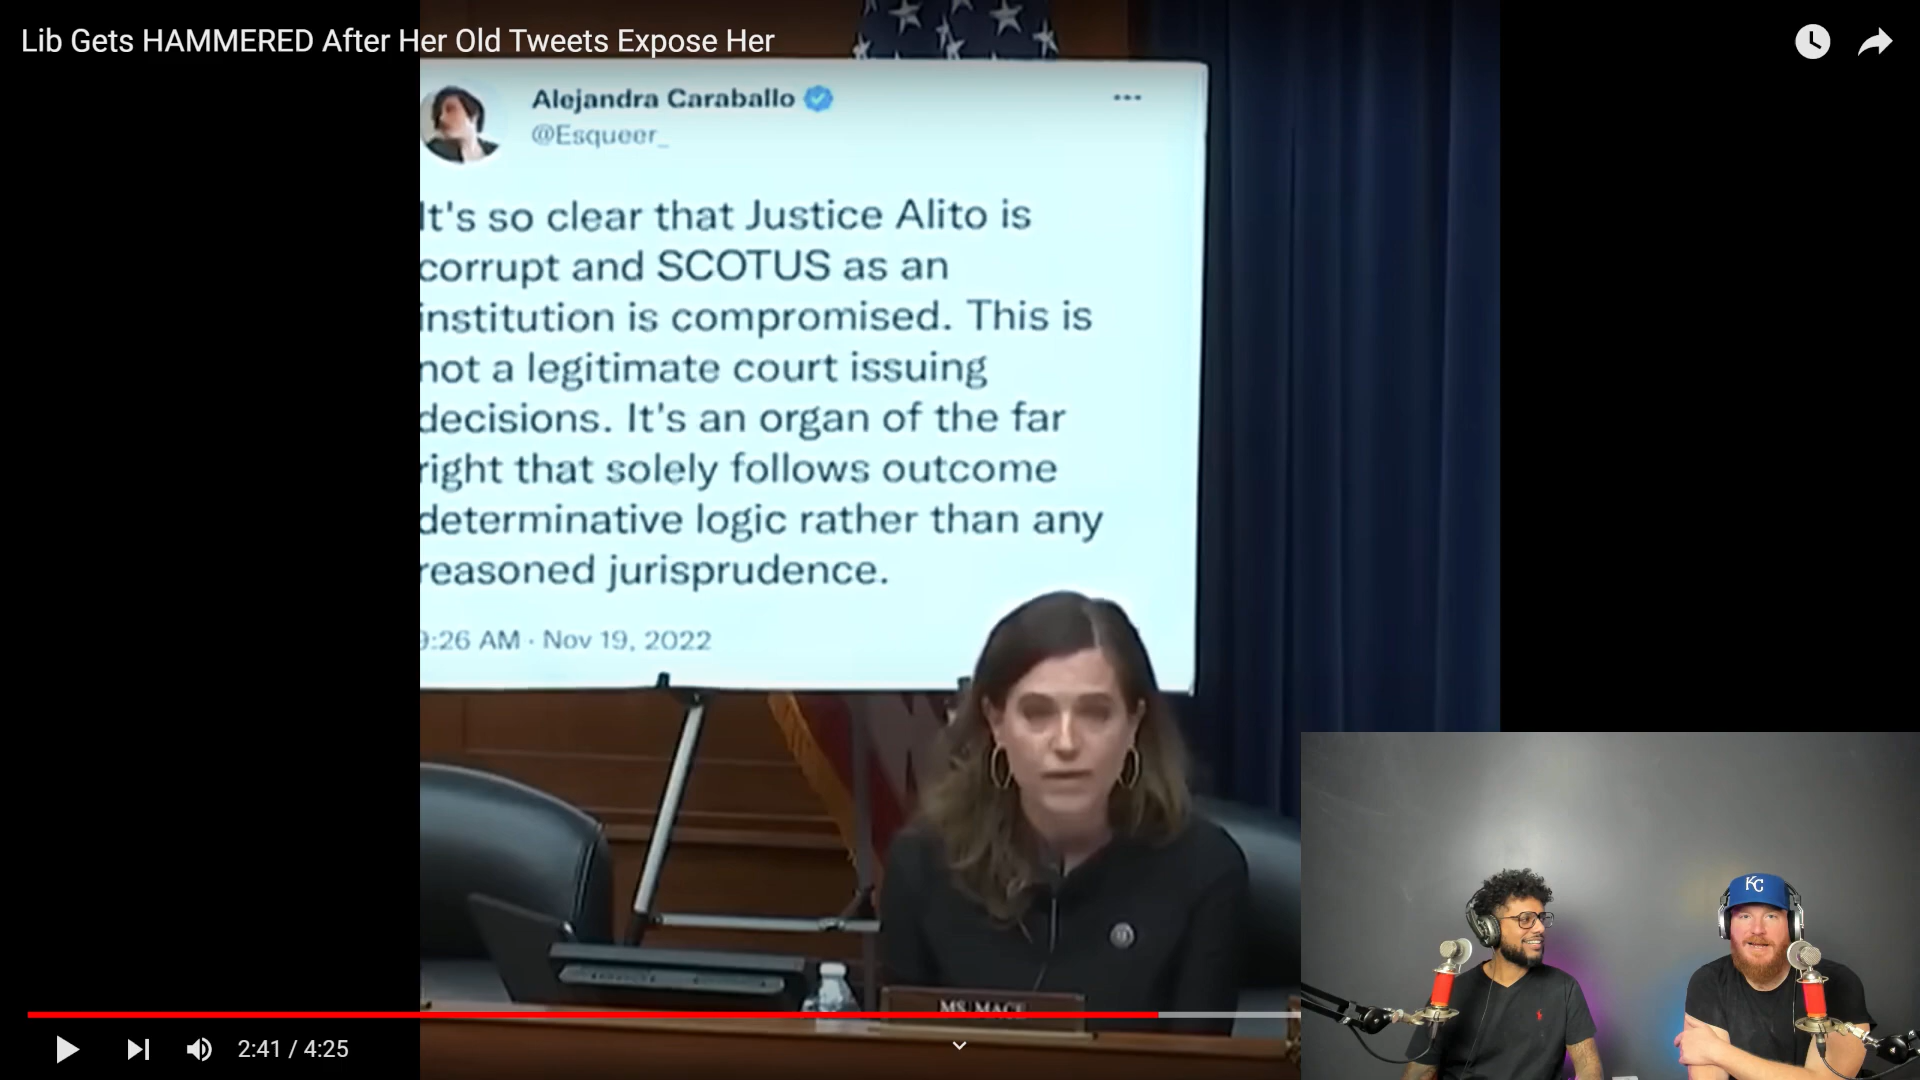 Lib Gets HAMMERED After Her Old Tweets Expose Her
Alejandra Caraballo
@Esqueer_
It's so clear that Justice Alito is
corrupt and SCOTUS as an
institution is compromised. This is
not a legitimate court issuing
decisions. It's an organ of the far
right that solely follows outcome
determinative logic rather than any
reasoned jurisprudence.
9:26 AM · Nov 19, 2022
MS. MACE
KC
2:41 / 4:25